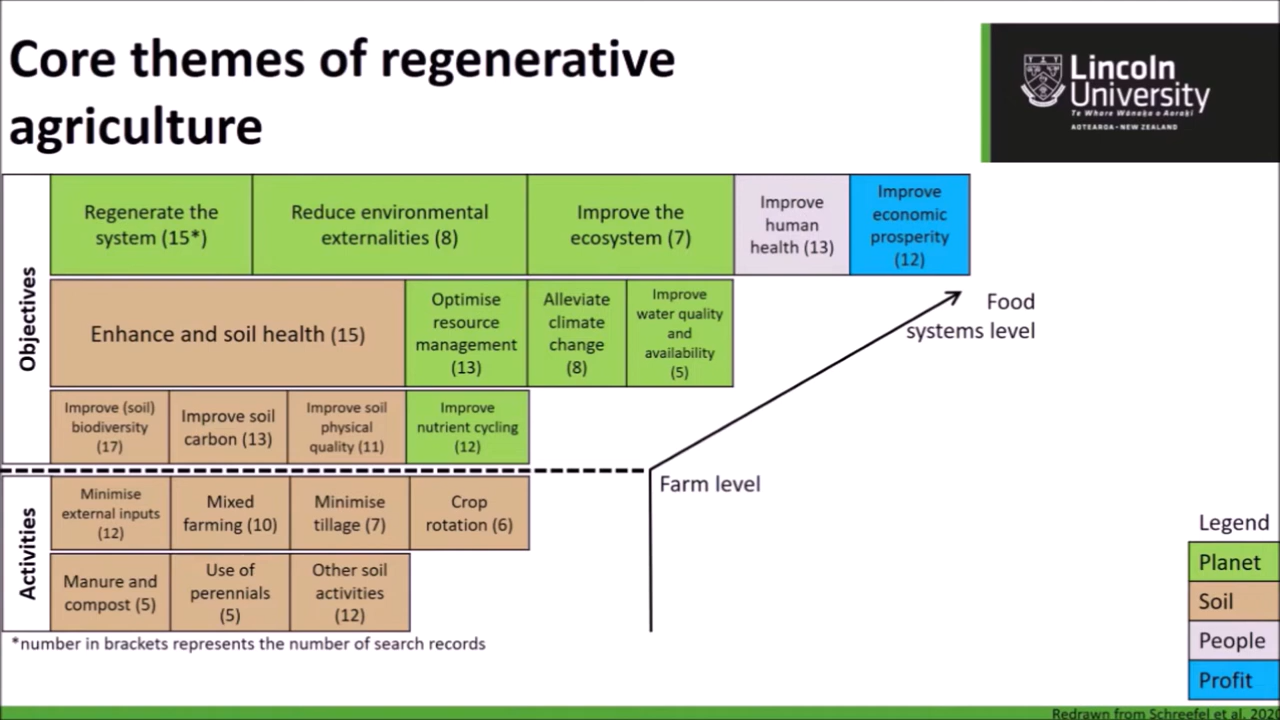 Core themes of regenerative
agriculture
Lincoln
University
Te Whare Wānaka o Aoraki
AOTEAROA • NEW ZEALAND
Objectives
Regenerate the
system (15*)
Reduce environmental
externalities (8)
Improve the
ecosystem (7)
Improve
human
health (13)
Improve
economic
prosperity
(12)
Enhance and soil health (15)
Optimise
resource
management
(13)
Alleviate
climate
change
(8)
Improve
water quality
and
availability
(5)
Food
systems level
Improve (soil)
biodiversity
(17)
Improve soil
carbon (13)
Improve soil
physical
quality (11)
Improve
nutrient cycling
(12)
Farm level
Activities
Minimise
external inputs
(12)
Mixed
farming (10)
Minimise
tillage (7)
Crop
rotation (6)
Manure and
compost (5)
Use of
perennials
(5)
Other soil
activities
(12)
*number in brackets represents the number of search records
Legend
Planet
Soil
People
Profit
Redrawn from Schreefel et al. 2020